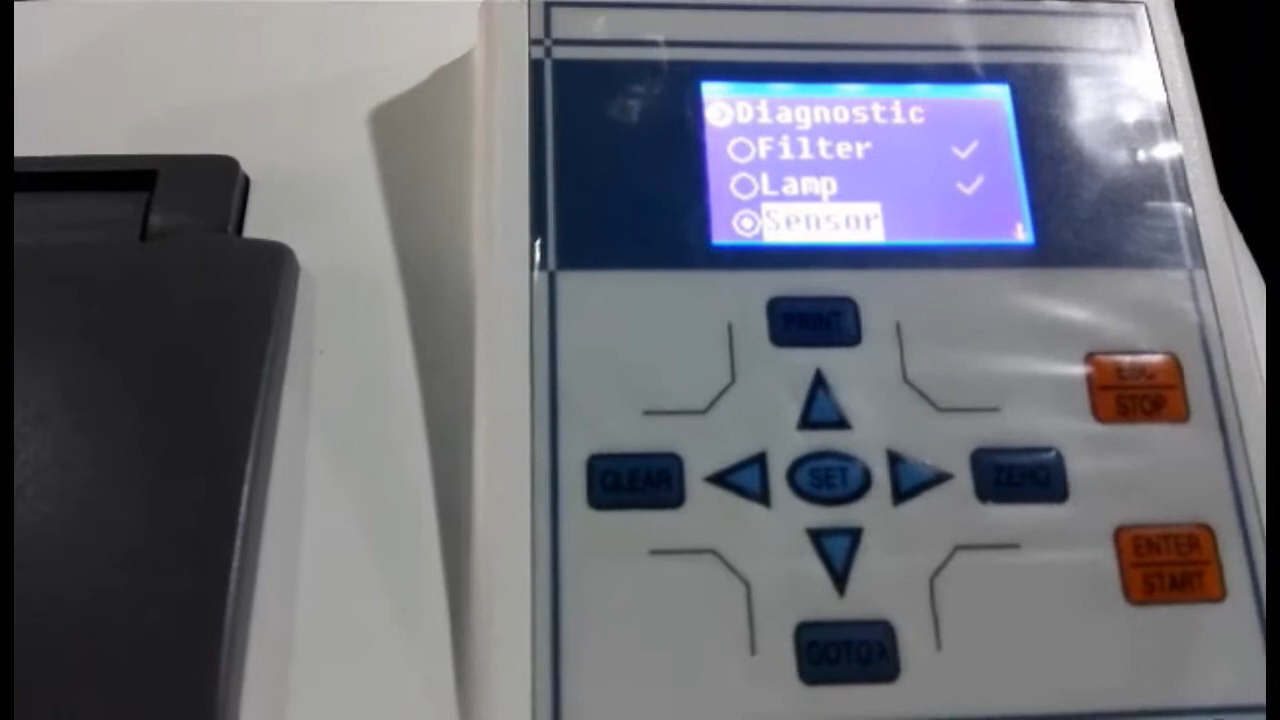 Diagnostic
Filter
Lamp
Sensor
PRINT
ESC
STOP
CLEAR
SET
ZERO
ENTER
START
GOTO>